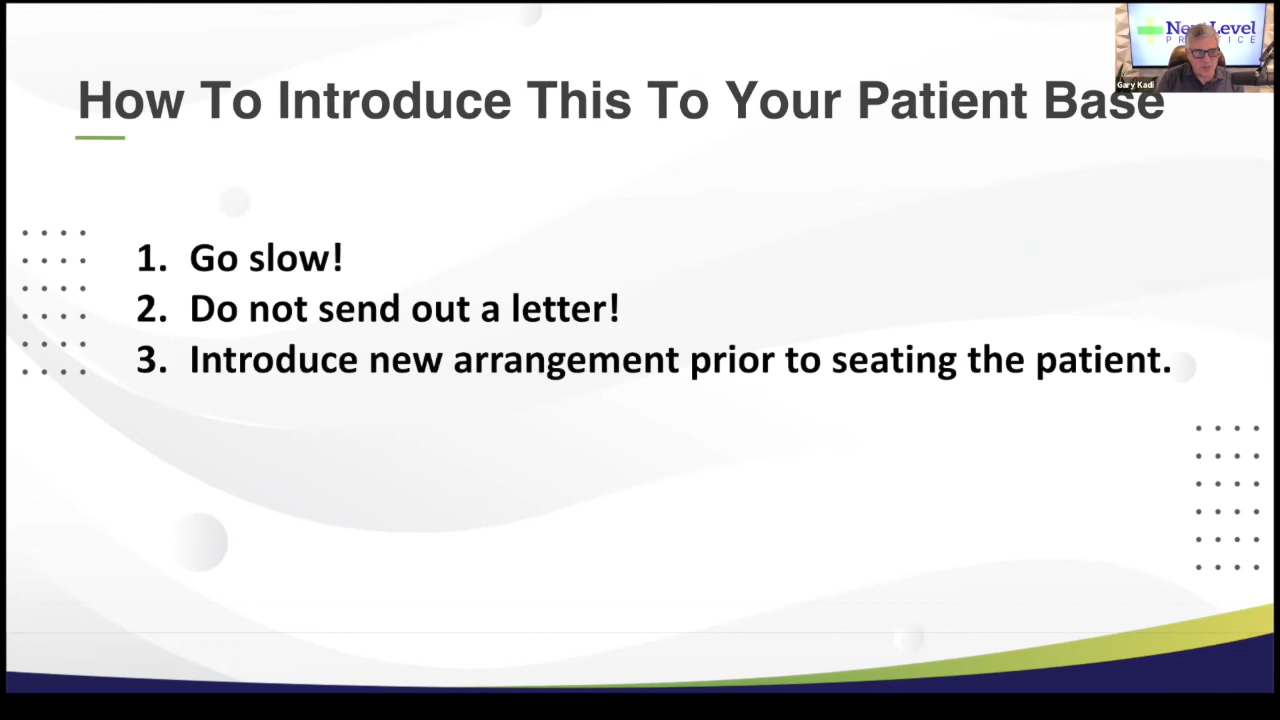 Next Level
PRACTICE
Gary Kadi
How To Introduce This To Your Patient Base
1. Go slow!
2. Do not send out a letter!
3. Introduce new arrangement prior to seating the patient.